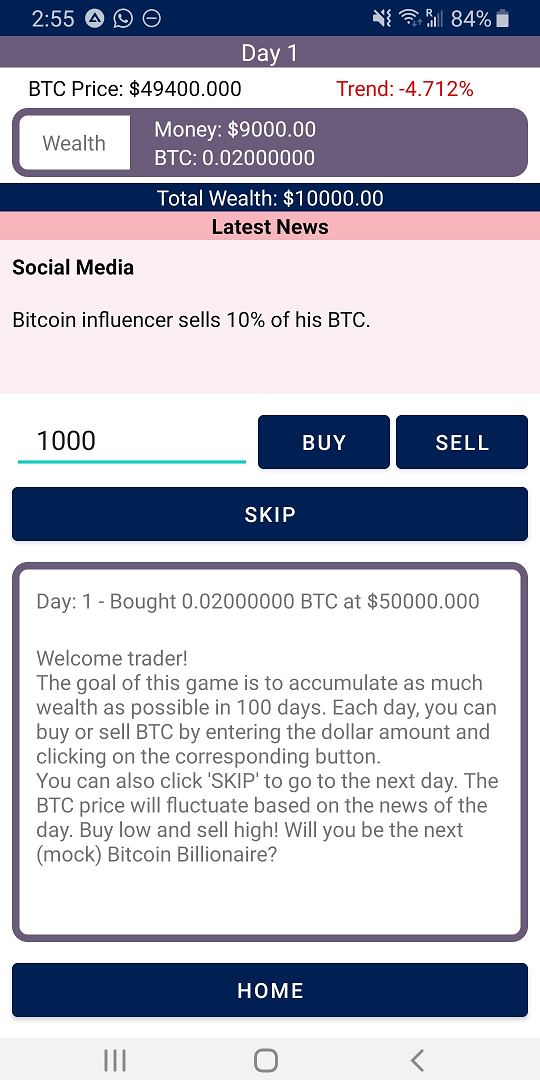 2:55
R
84%
Day 1
BTC Price: $49400.000
Trend: -4.712%
Wealth
Money: $9000.00
BTC: 0.02000000
Total Wealth: $10000.00
Latest News
Social Media
Bitcoin influencer sells 10% of his BTC.
1000
BUY
SELL
SKIP
Day: 1 - Bought 0.02000000 BTC at $50000.000
Welcome trader!
The goal of this game is to accumulate as much
wealth as possible in 100 days. Each day, you can
buy or sell BTC by entering the dollar amount and
clicking on the corresponding button.
You can also click 'SKIP' to go to the next day. The
BTC price will fluctuate based on the news of the
day. Buy low and sell high! Will you be the next
(mock) Bitcoin Billionaire?
HOME